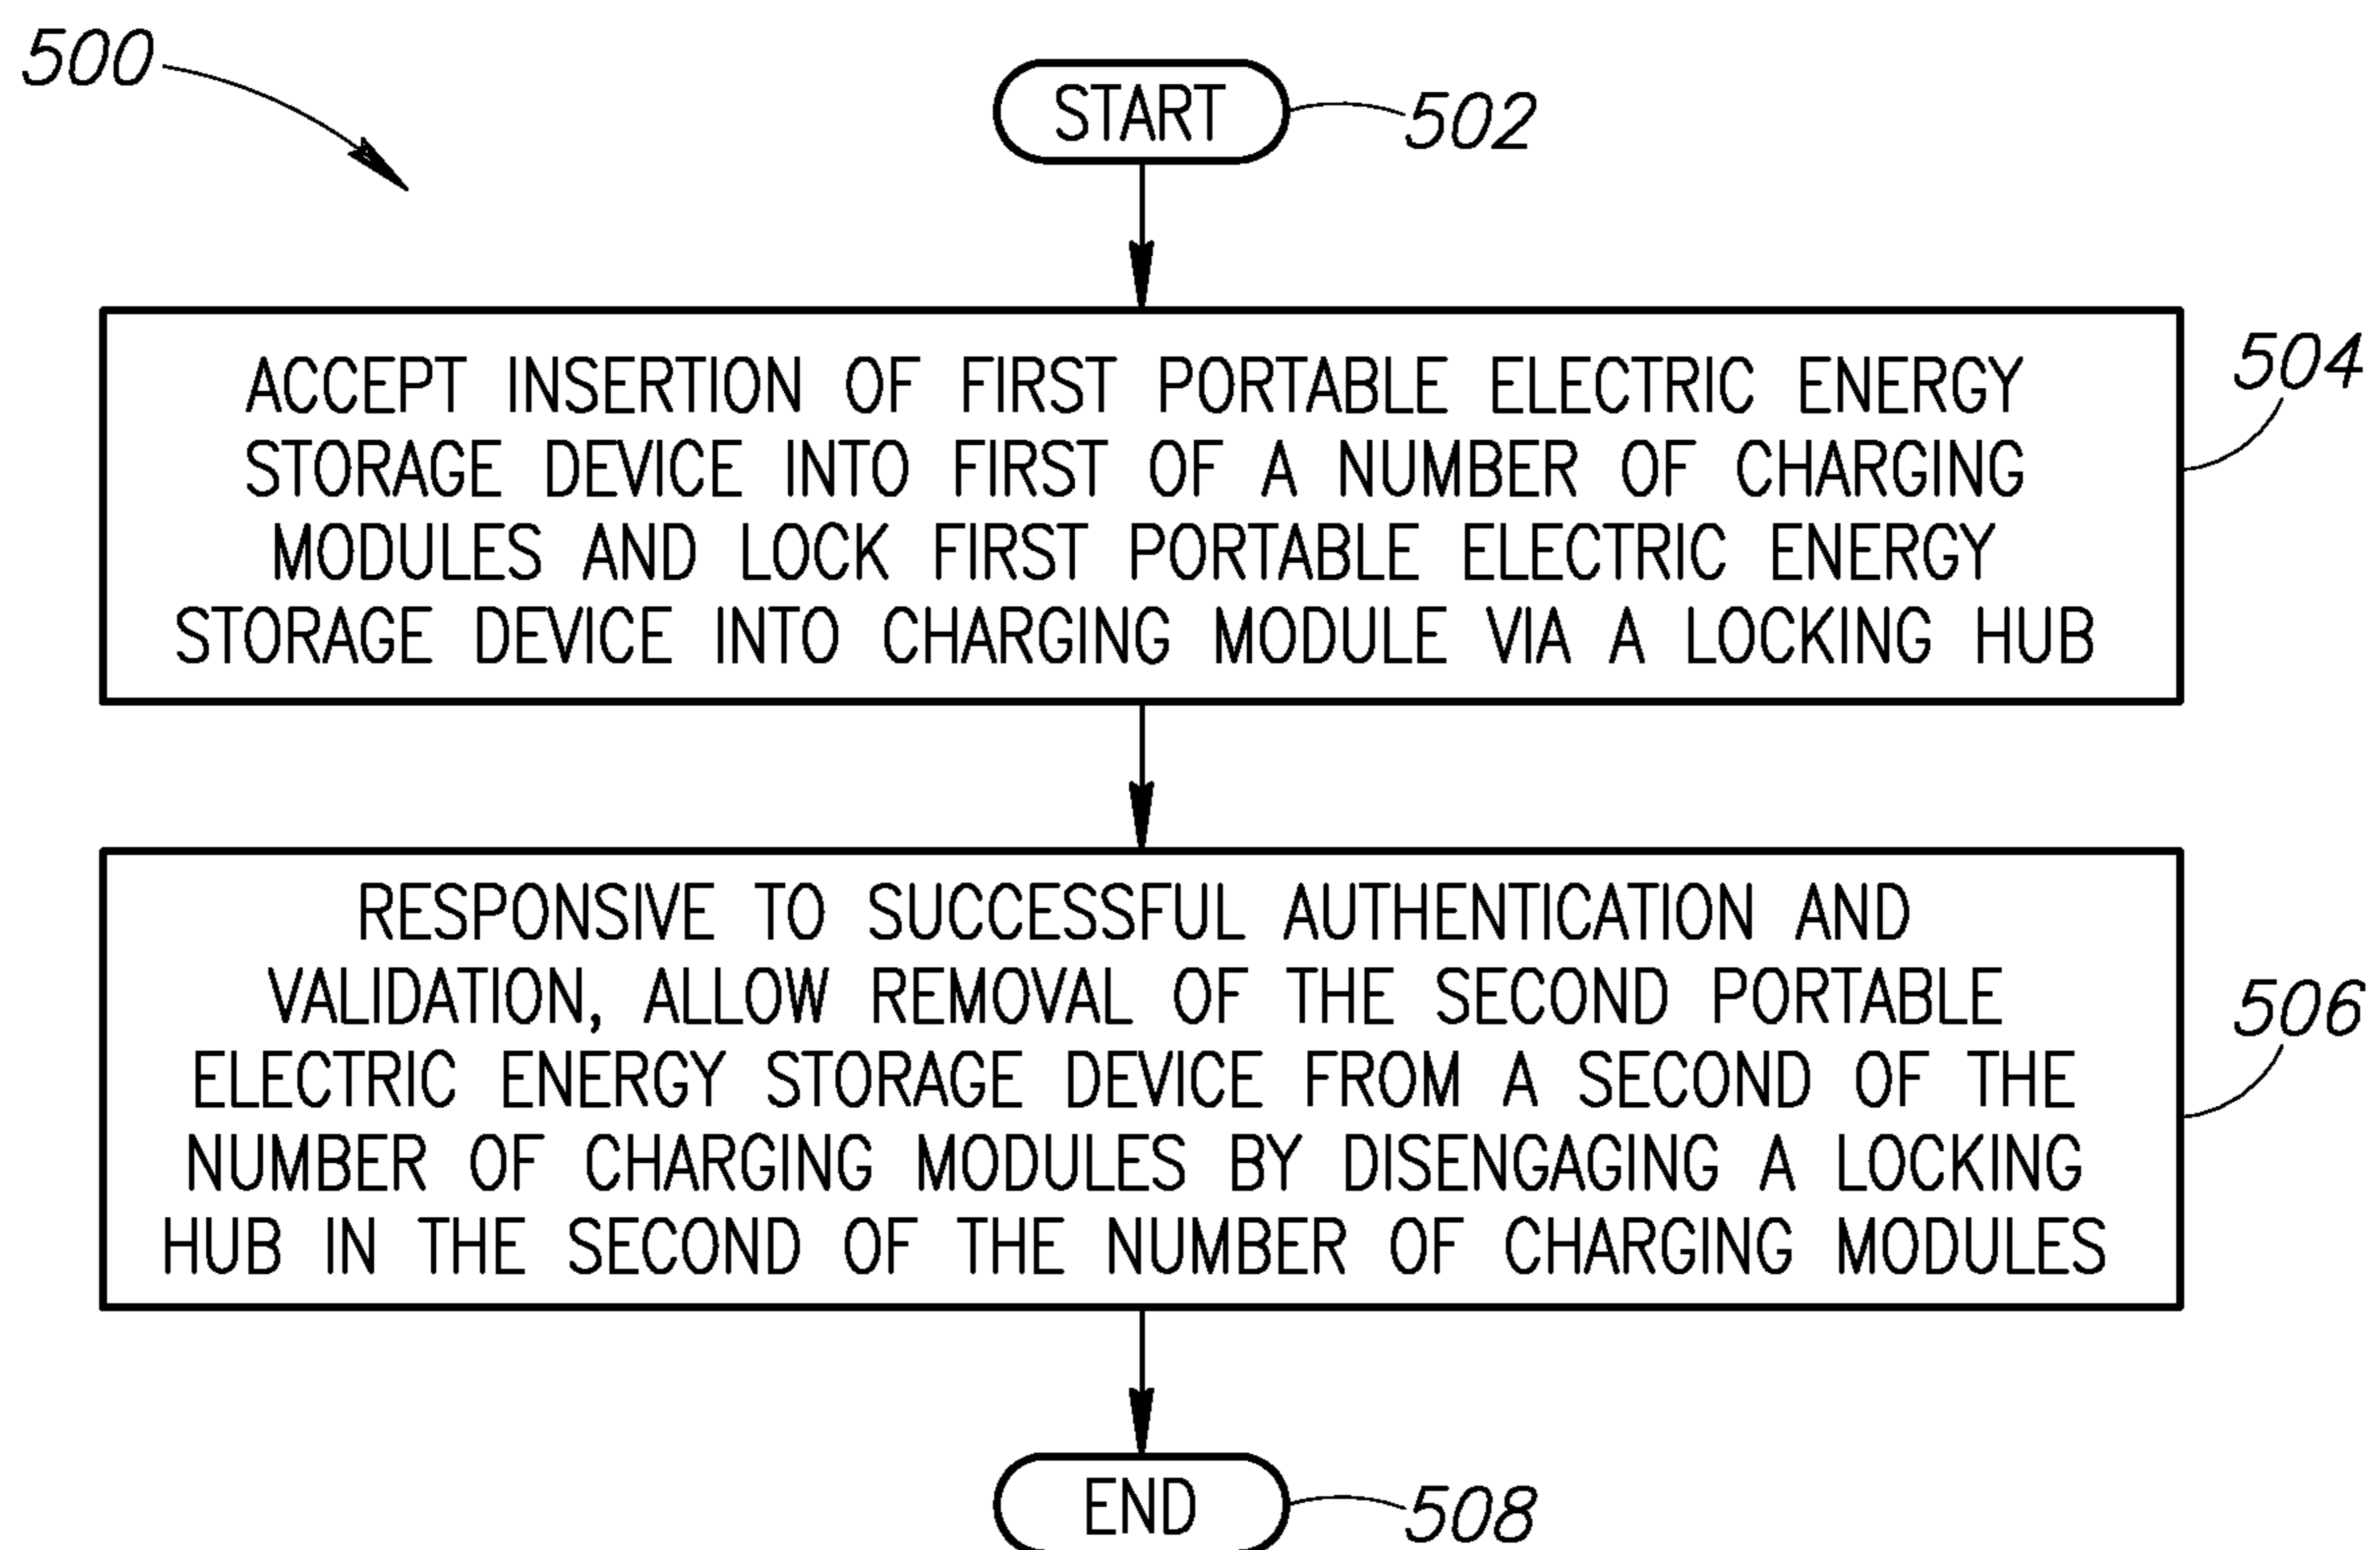 500
START
502
ACCEPT INSERTION OF FIRST PORTABLE ELECTRIC ENERGY
STORAGE DEVICE INTO FIRST OF A NUMBER OF CHARGING
MODULES AND LOCK FIRST PORTABLE ELECTRIC ENERGY
STORAGE DEVICE INTO CHARGING MODULE VIA A LOCKING HUB
504
RESPONSIVE TO SUCCESSFUL AUTHENTICATION AND
VALIDATION, ALLOW REMOVAL OF THE SECOND PORTABLE
ELECTRIC ENERGY STORAGE DEVICE FROM A SECOND OF THE
NUMBER OF CHARGING MODULES BY DISENGAGING A LOCKING
HUB IN THE SECOND OF THE NUMBER OF CHARGING MODULES
506
END
508